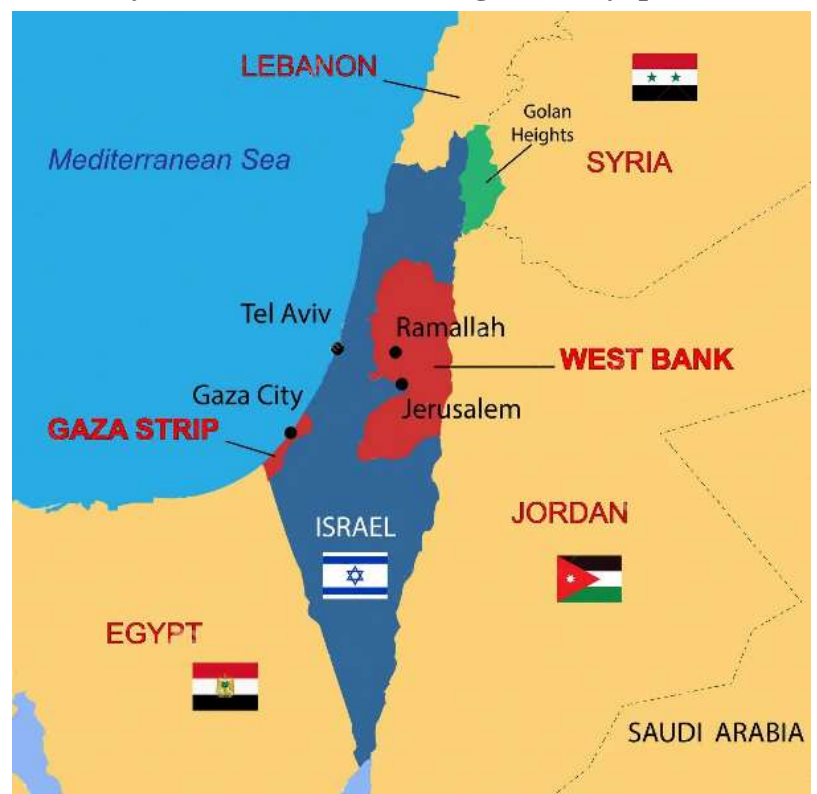 LEBANON
Golan
Heights
Mediterranean Sea
SYRIA
Tel Aviv
Ramallah
WEST BANK
Gaza City
Jerusalem
GAZA STRIP
ISRAEL
JORDAN
EGYPT
SAUDI ARABIA